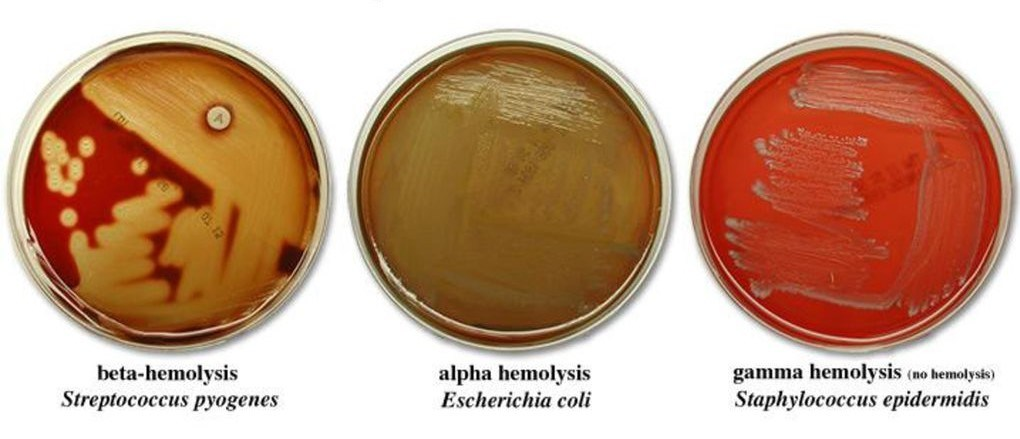 A
beta-hemolysis
Streptococcus pyogenes
alpha hemolysis
Escherichia coli
gamma hemolysis (no hemolysis)
Staphylococcus epidermidis